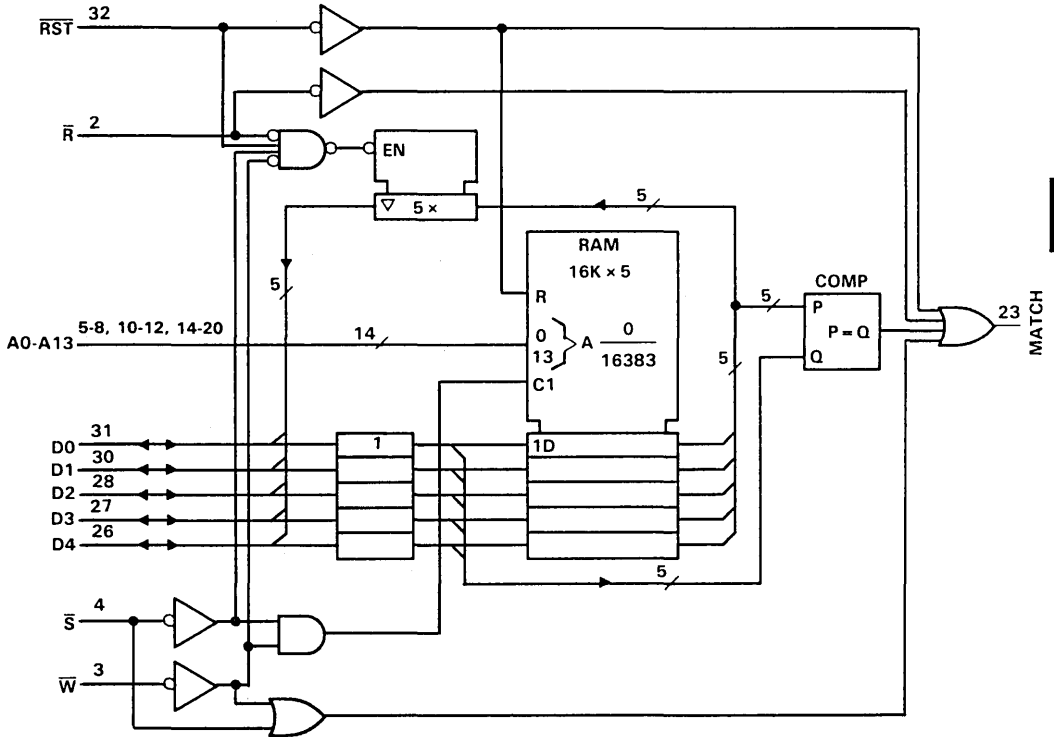 32
R̅S̅T̅
2
R̅
EN
5
▽ 5 ×
RAM
16K × 5
5
R
COMP
5
P
23
P = Q
MATCH
5-8, 10-12, 14-20
A0-A13
14
0
13
A
0
16383
Q
5
C1
31
D0
1
1D
30
D1
28
D2
27
D3
26
D4
5
4
S̅
3
W̅